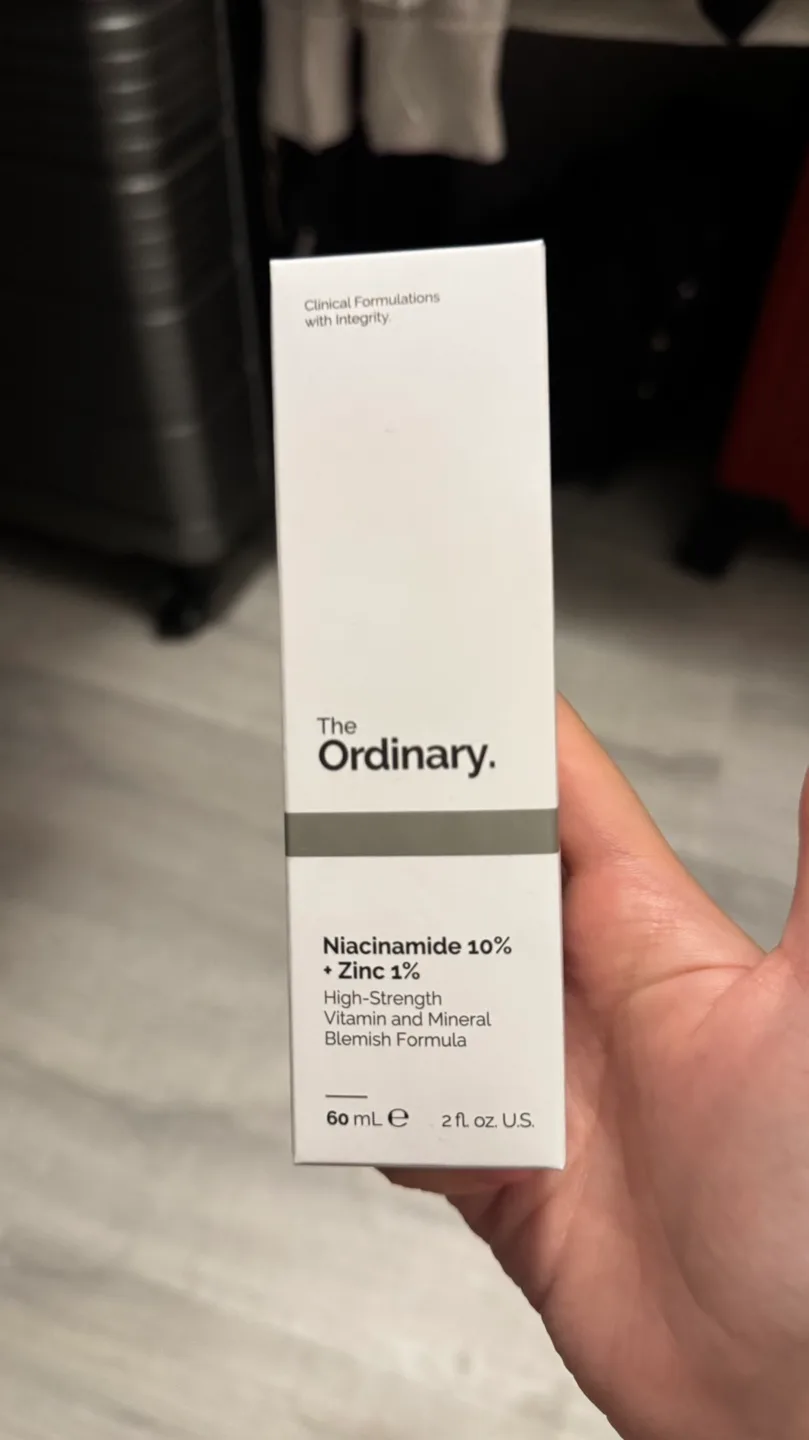 Clinical Formulations
with Integrity.
The
Ordinary.
Niacinamide 10%
+ Zinc 1%
High-Strength
Vitamin and Mineral
Blemish Formula
60 mL ℮ 2 fl. oz. U.S.